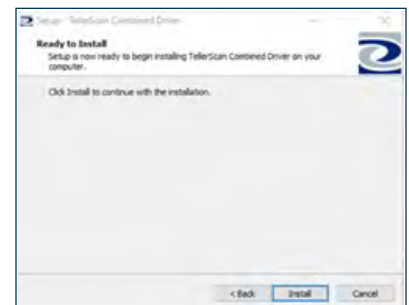 Setup - TellerScan Combined Driver
Ready to Install
Setup is now ready to begin installing TellerScan Combined Driver on your
computer.
Click Install to continue with the installation.
< Back
Install
Cancel